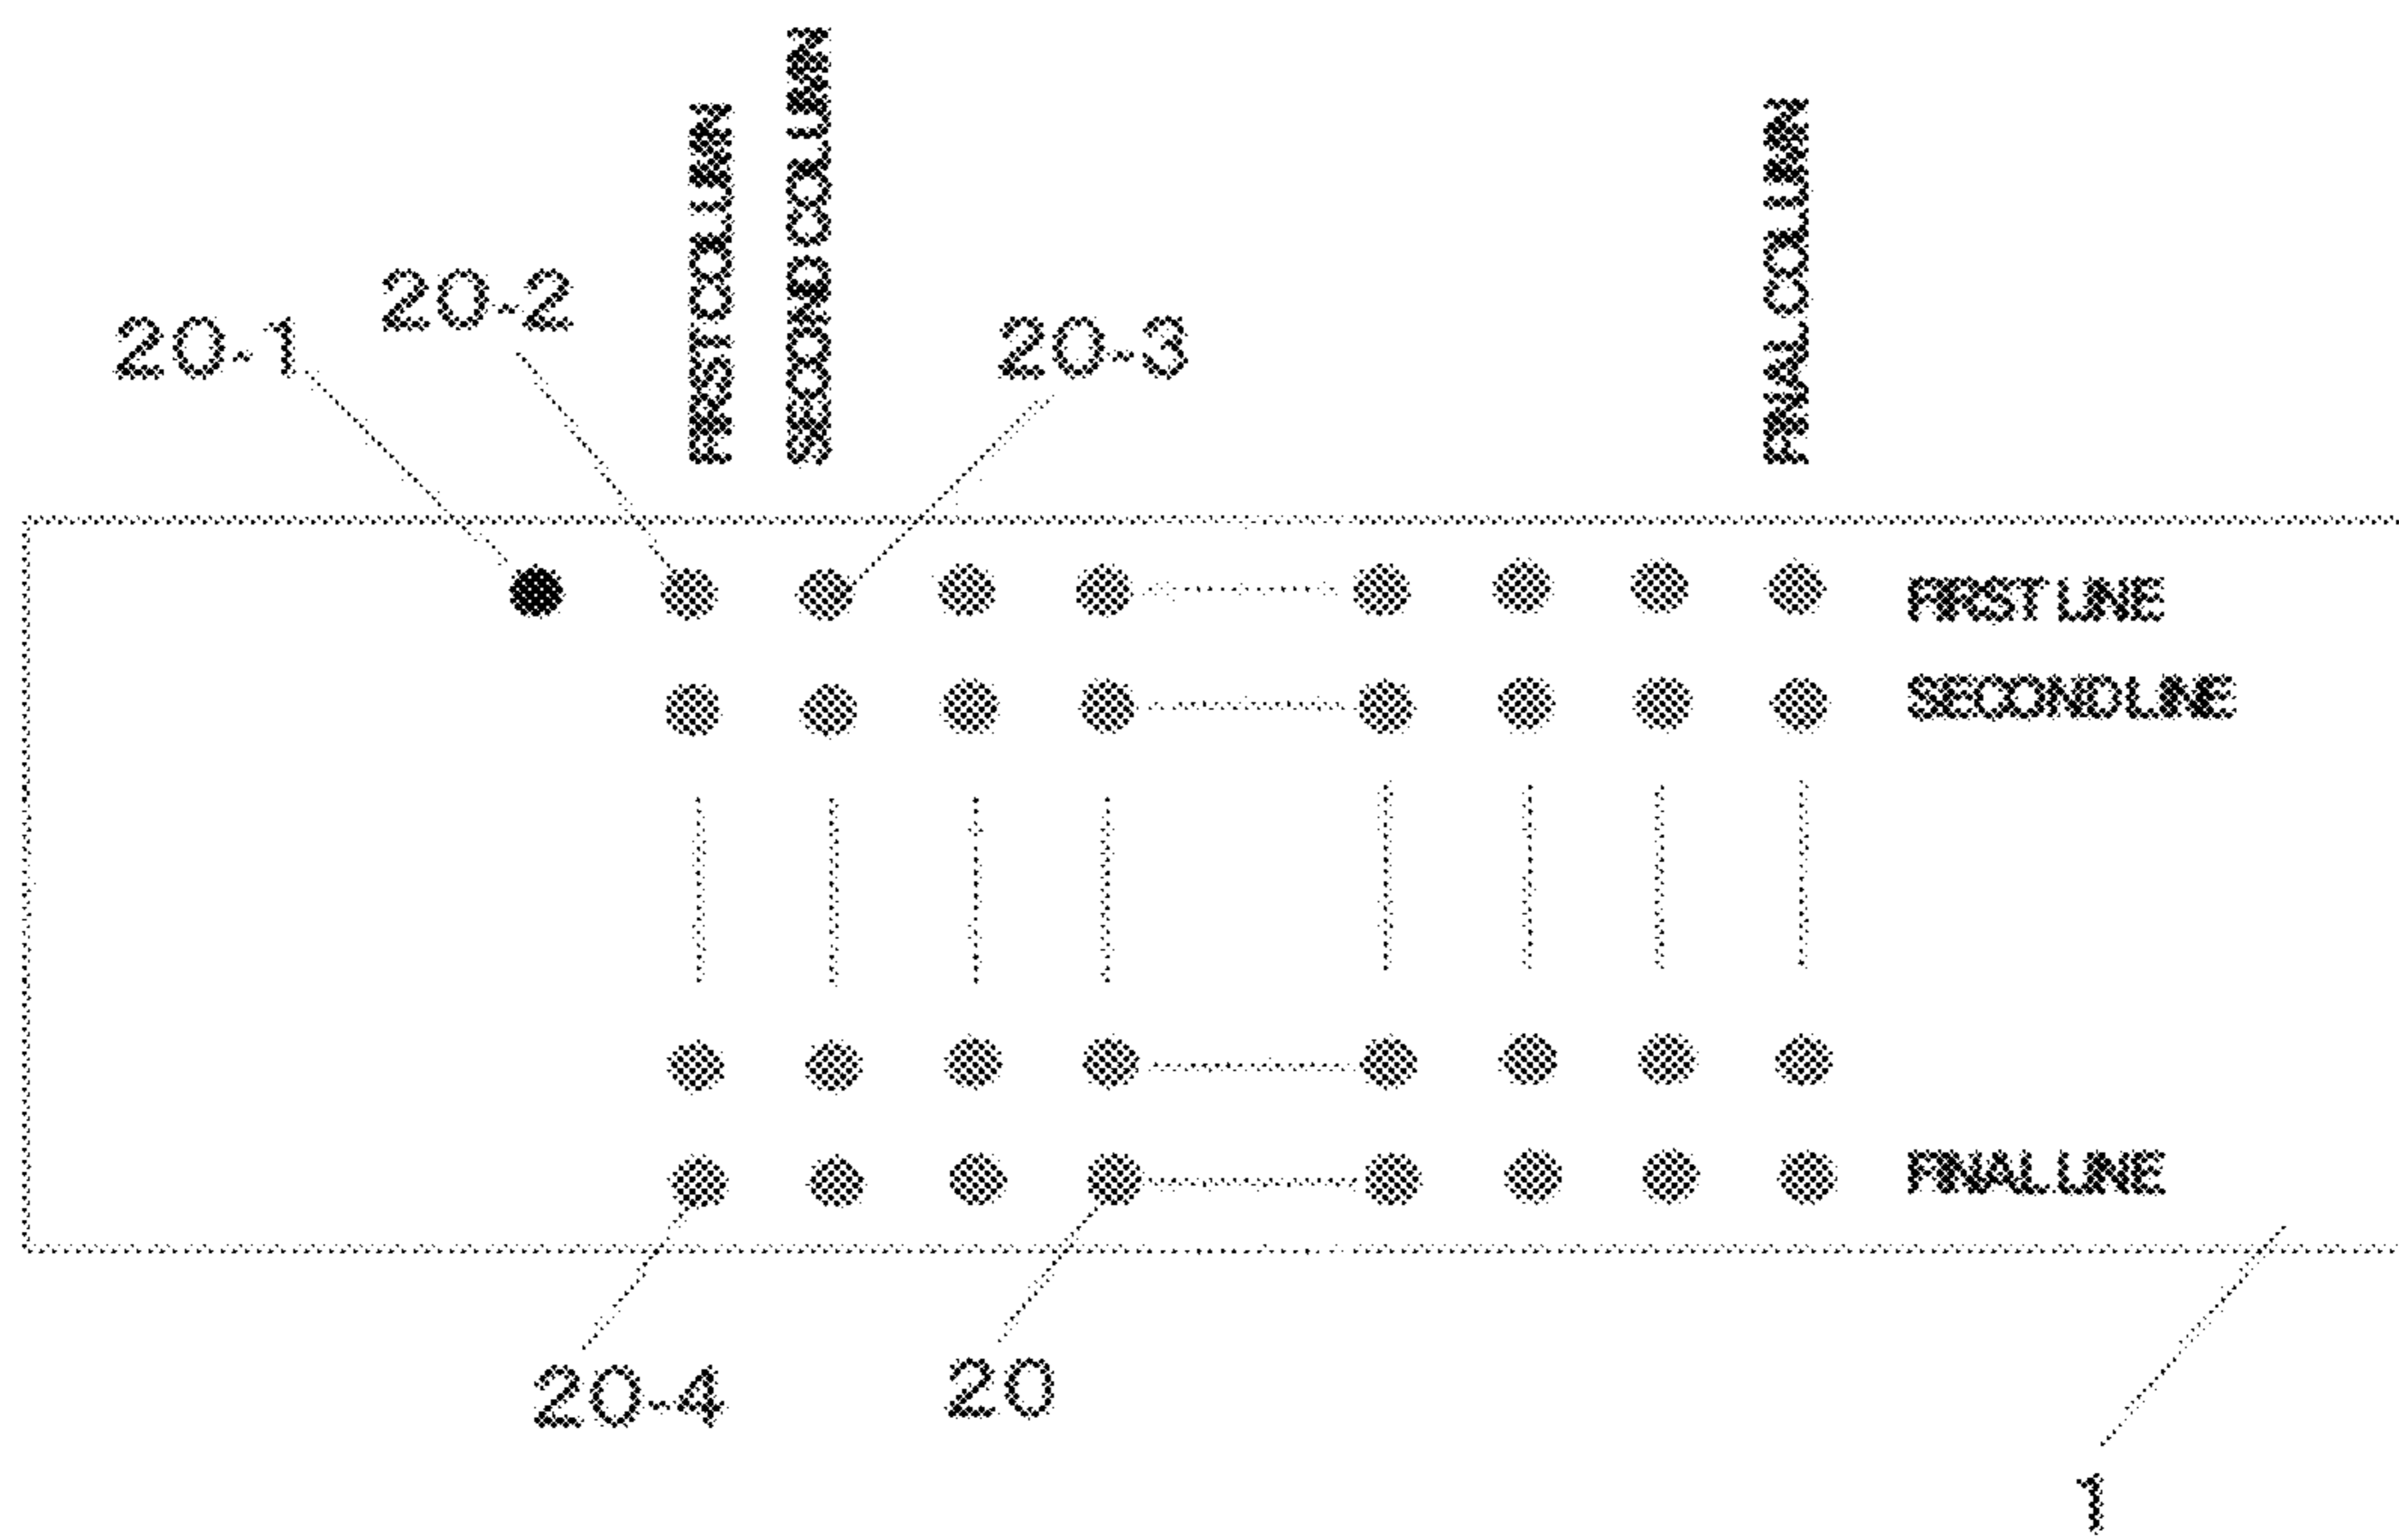 FIRST COLUMN
SECOND COLUMN
FINAL COLUMN
20-1
20-2
20-3
FIRST LINE
SECOND LINE
FINAL LINE
20-4
20
1